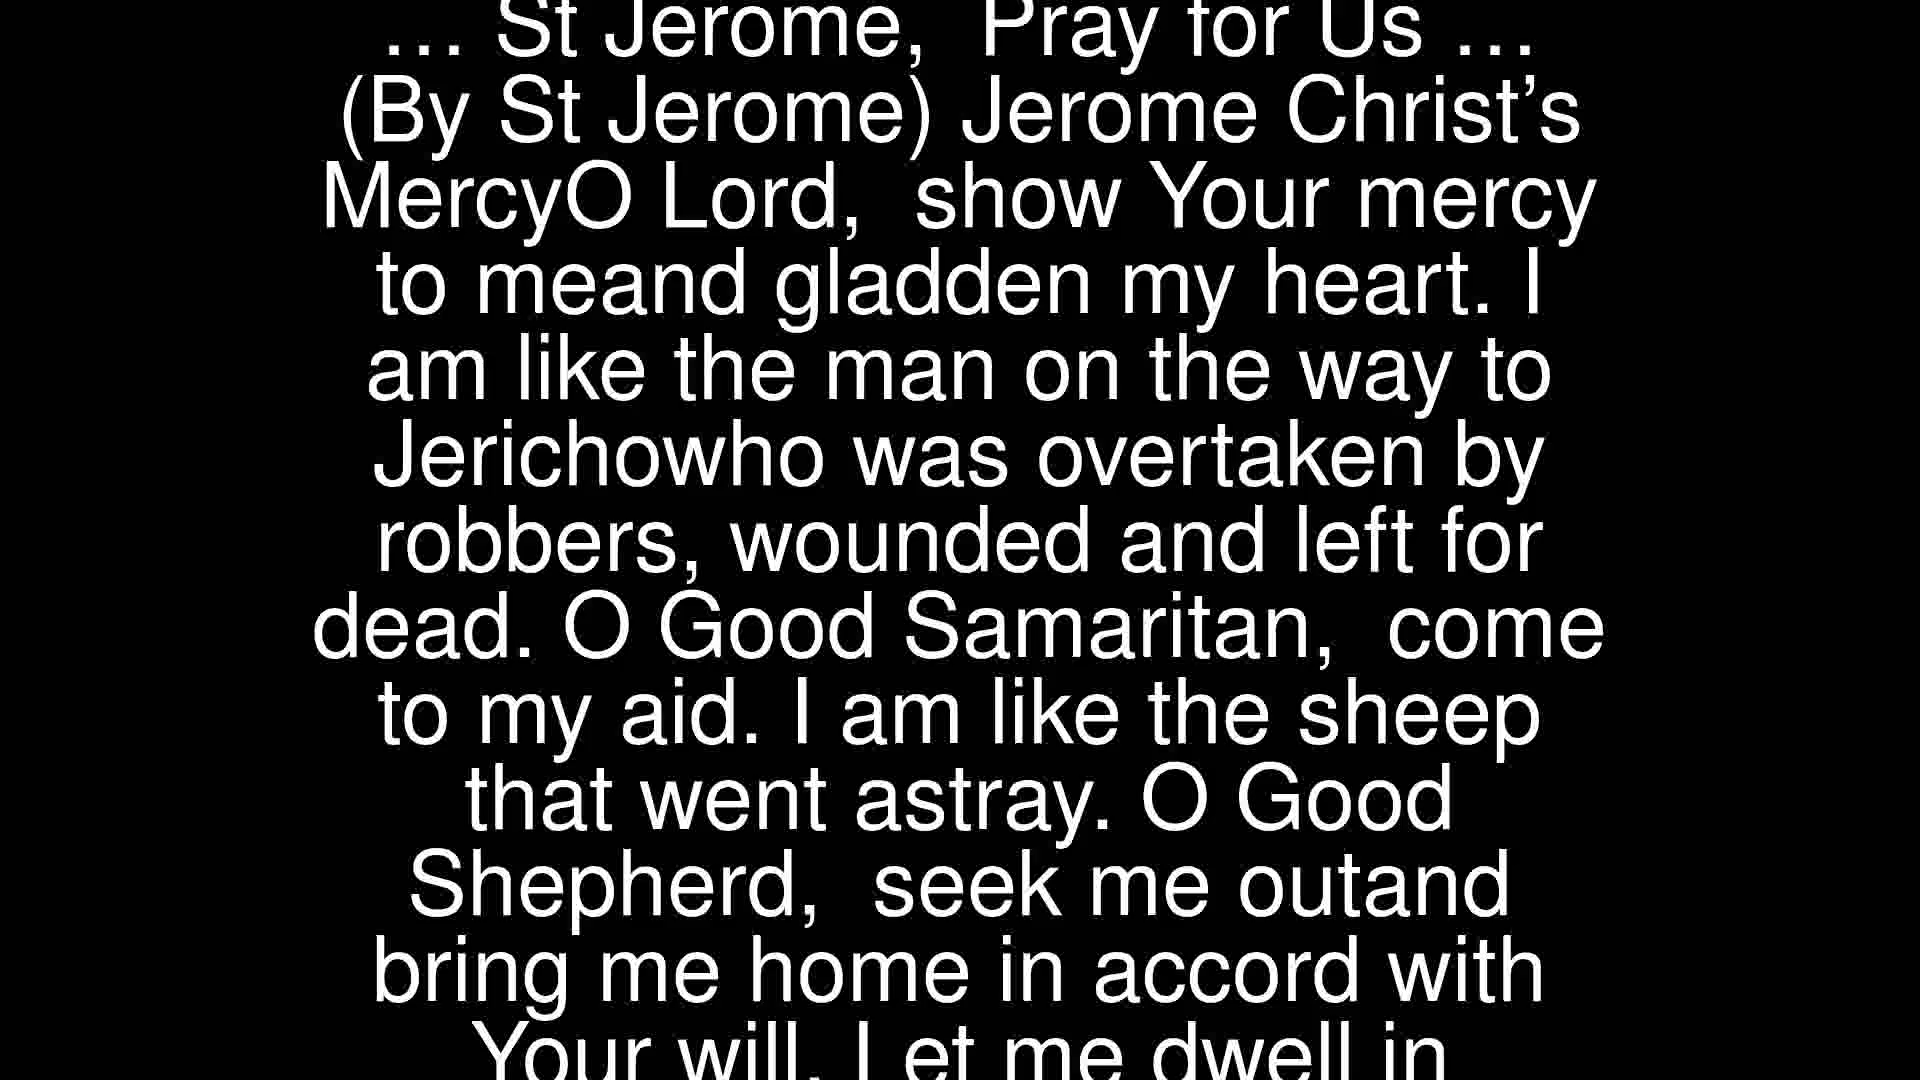 … St Jerome,  Pray for Us …
(By St Jerome) Jerome Christ’s
MercyO Lord,  show Your mercy
to meand gladden my heart. I
am like the man on the way to
Jerichowho was overtaken by
robbers, wounded and left for
dead. O Good Samaritan,  come
to my aid. I am like the sheep
that went astray. O Good
Shepherd,  seek me outand
bring me home in accord with
Your will. Let me dwell in